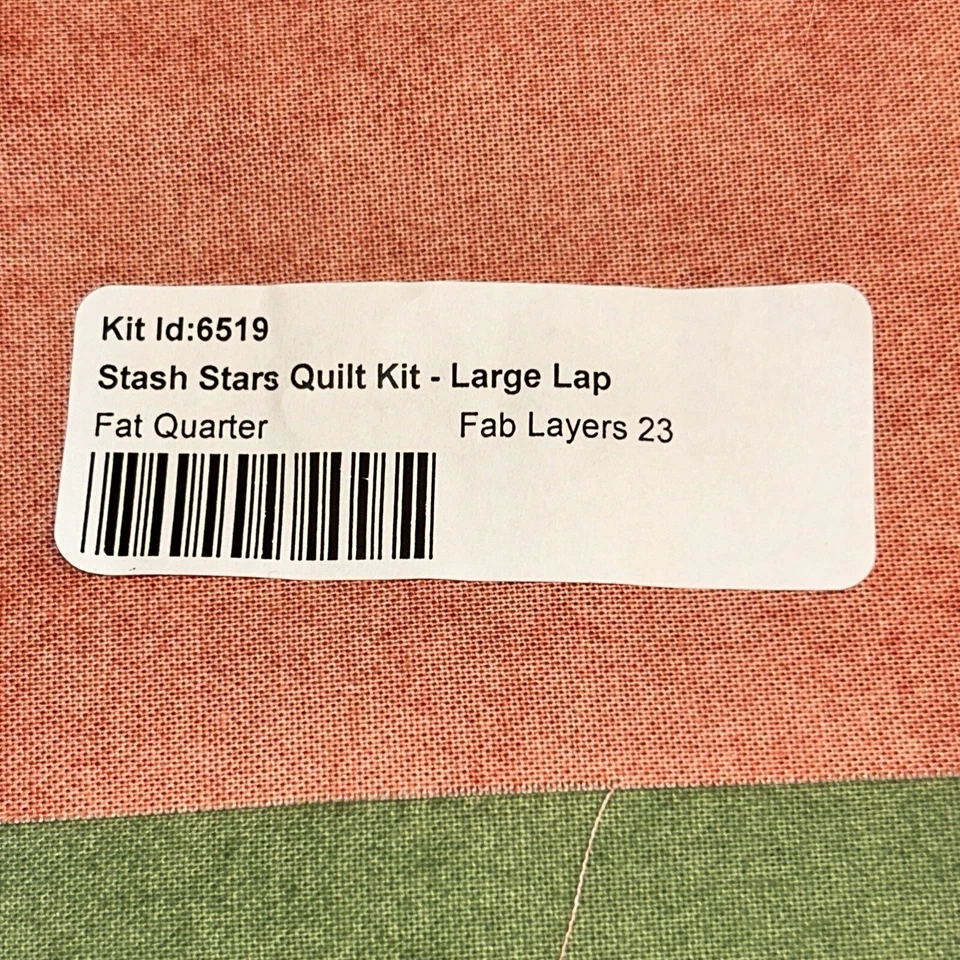 Kit Id:6519
Stash Stars Quilt Kit - Large Lap
Fat Quarter Fab Layers 23